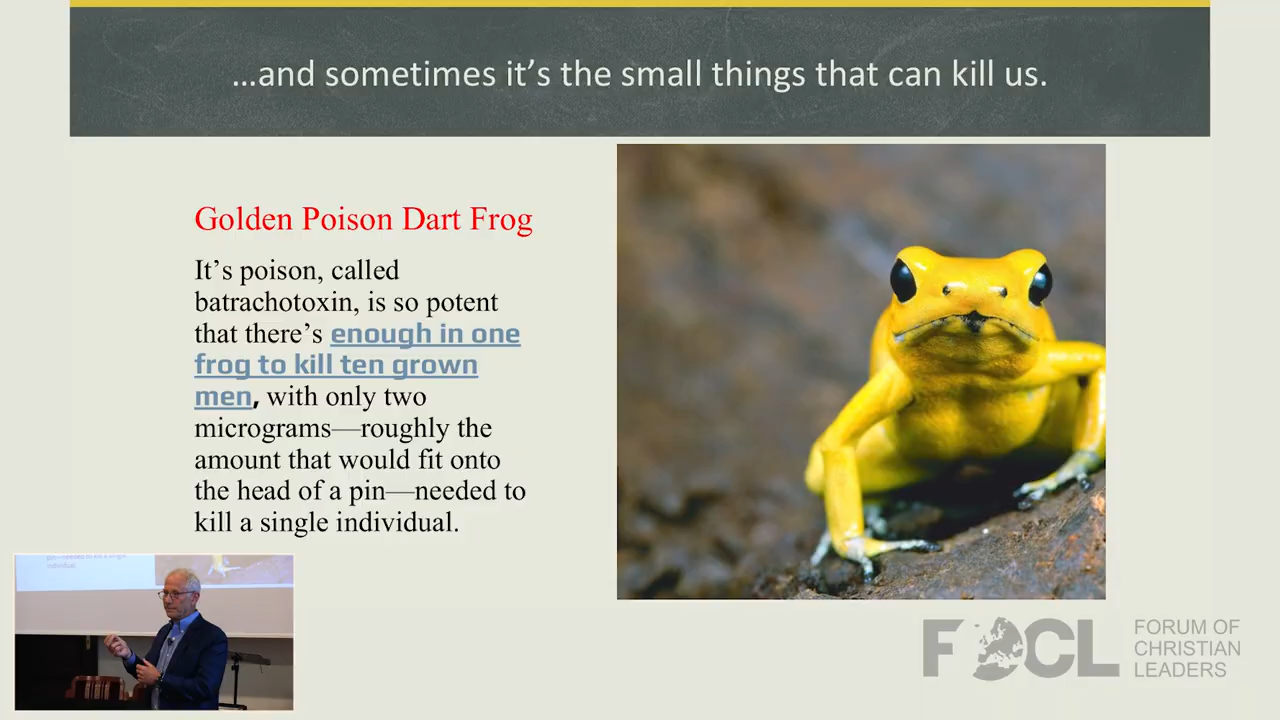 …and sometimes it’s the small things that can kill us.
Golden Poison Dart Frog
It’s poison, called
batrachotoxin, is so potent
that there’s enough in one
frog to kill ten grown
men, with only two
micrograms—roughly the
amount that would fit onto
the head of a pin—needed to
kill a single individual.
individual.
FOCL
FORUM OF
CHRISTIAN
LEADERS